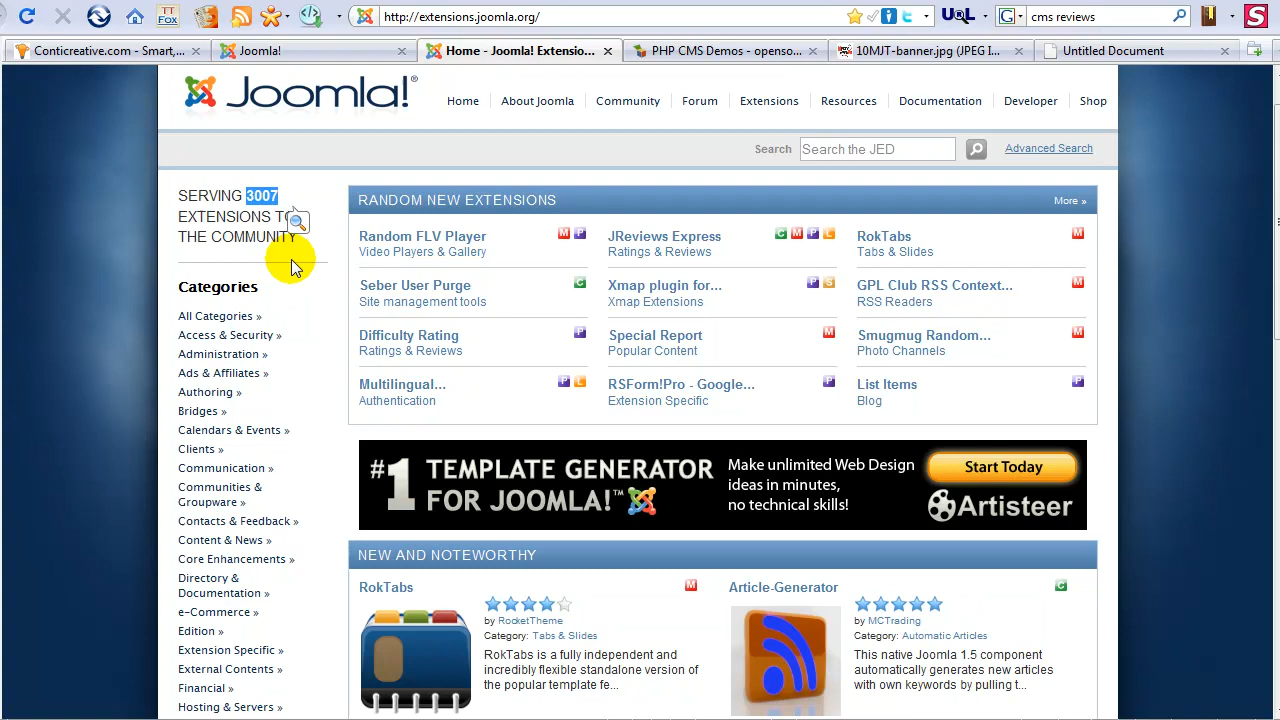 http://extensions.joomla.org/
cms reviews
Conticreative.com - Smart,...
Joomla!
Home - Joomla! Extensio...
PHP CMS Demos - openso...
10MJT-banner.jpg (JPEG I...
Untitled Document
Joomla!®
Home
About Joomla
Community
Forum
Extensions
Resources
Documentation
Developer
Shop
Search
Search the JED
Advanced Search
SERVING 3007
EXTENSIONS TO
THE COMMUNITY
Categories
All Categories »
Access & Security »
Administration »
Ads & Affiliates »
Authoring »
Bridges »
Calendars & Events »
Clients »
Communication »
Communities &
Groupware »
Contacts & Feedback »
Content & News »
Core Enhancements »
Directory &
Documentation »
e-Commerce »
Edition »
Extension Specific »
External Contents »
Financial »
Hosting & Servers »
RANDOM NEW EXTENSIONS
More »
Random FLV Player M P
Video Players & Gallery
JReviews Express C M P L
Ratings & Reviews
RokTabs M
Tabs & Slides
Seber User Purge C
Site management tools
Xmap plugin for... P S
Xmap Extensions
GPL Club RSS Context... M
RSS Readers
Difficulty Rating P
Ratings & Reviews
Special Report M
Popular Content
Smugmug Random... M
Photo Channels
Multilingual... P L
Authentication
RSForm!Pro - Google... P
Extension Specific
List Items P
Blog
#1 TEMPLATE GENERATOR
FOR JOOMLA!™
Make unlimited Web Design
ideas in minutes,
no technical skills!
Start Today
Artisteer
NEW AND NOTEWORTHY
RokTabs M
by RocketTheme
Category: Tabs & Slides
RokTabs is a fully independent and
incredibly flexible standalone version of
the popular template fe...
Article-Generator C
by MCTrading
Category: Automatic Articles
This native Joomla 1.5 component
automatically generates new articles
with own keywords by pulling t...